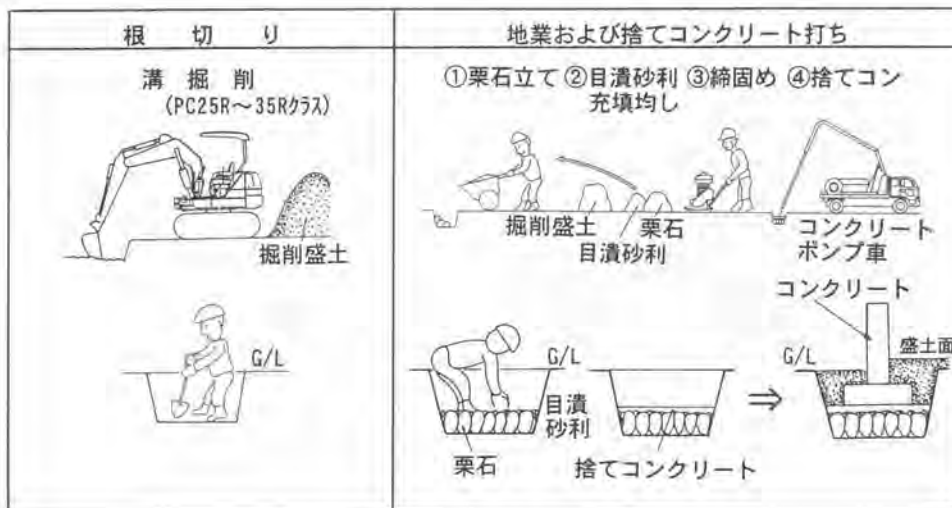 根切り
地業および捨てコンクリート打ち
溝掘削
(PC25R〜35Rクラス)
掘削盛土
G/L
①栗石立て ②目潰砂利 ③締固め ④捨てコン
充填均し
掘削盛土
目潰砂利
栗石
コンクリート
ポンプ車
コンクリート
G/L
盛土面
G/L
目潰
砂利
栗石
捨てコンクリート